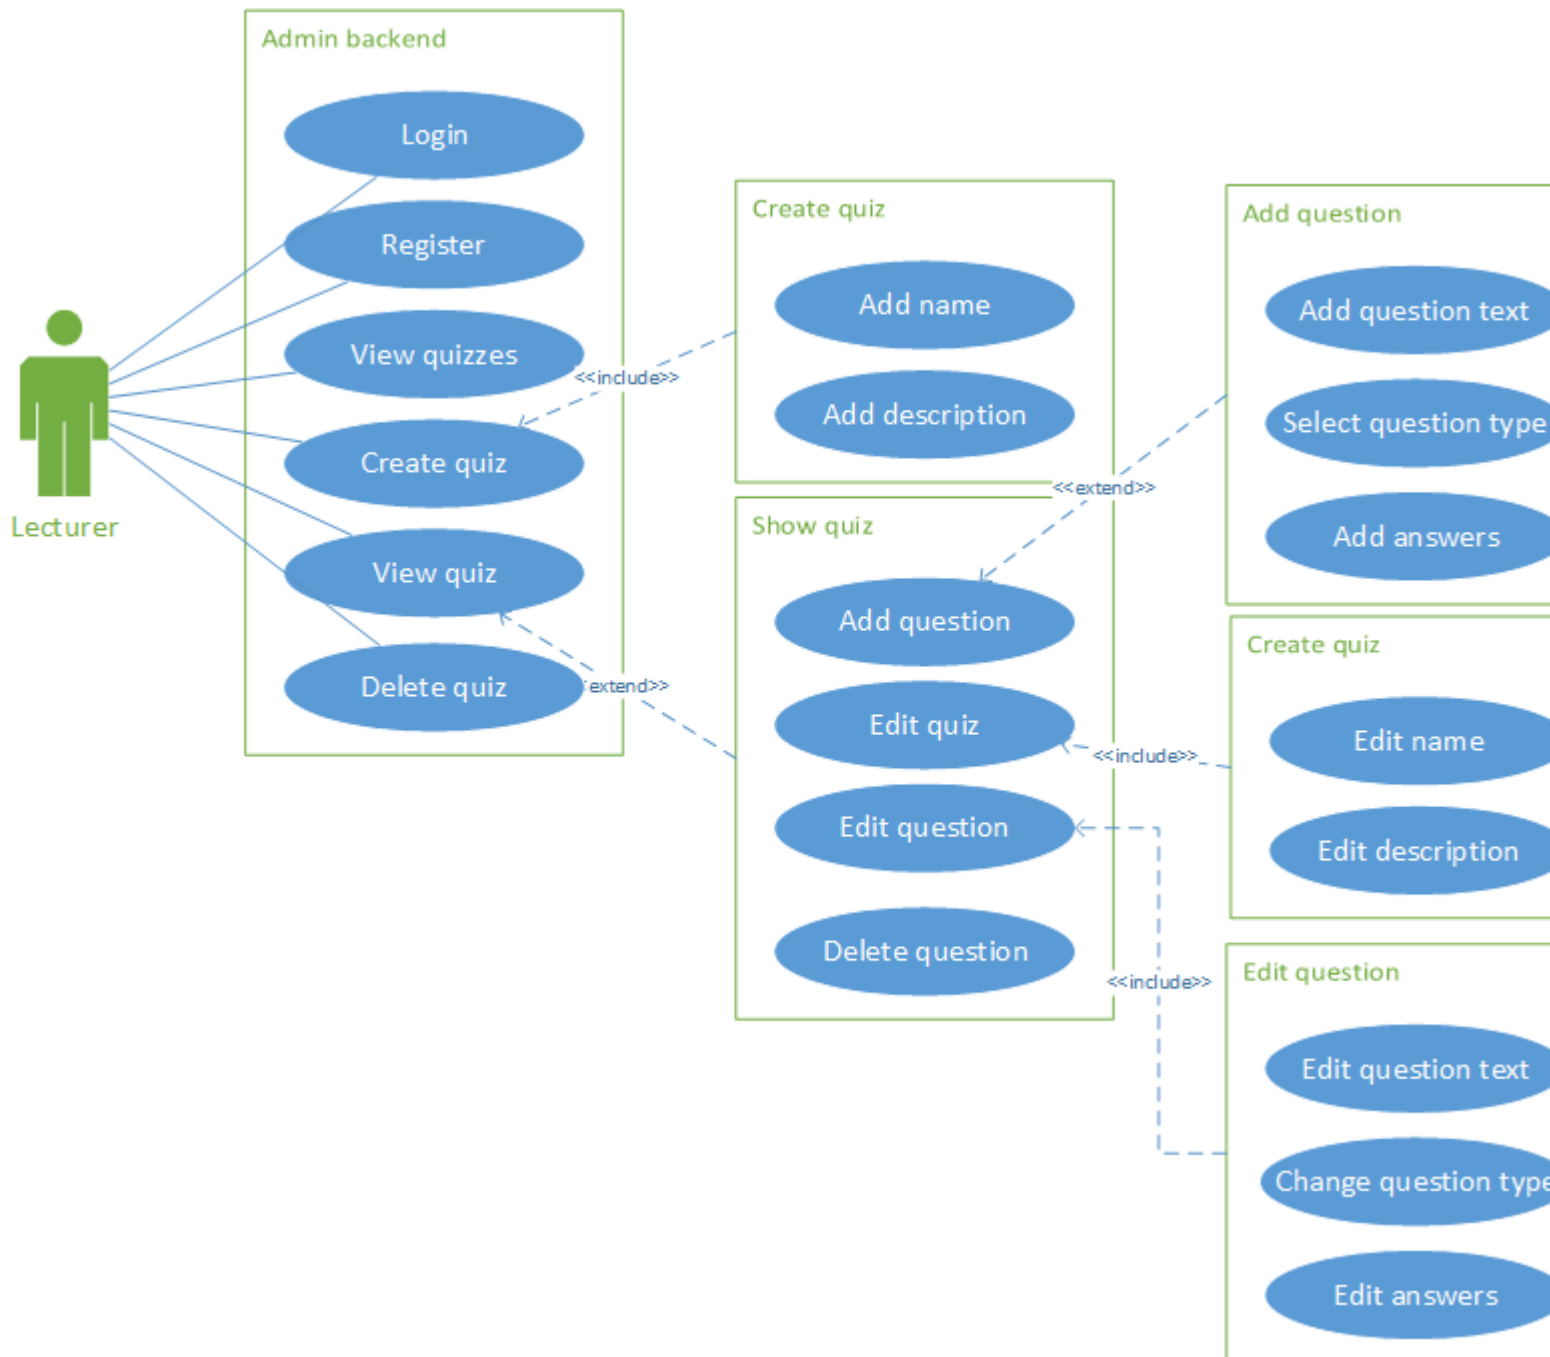 Admin backend
Login
Register
View quizzes
Create quiz
View quiz
Delete quiz
Lecturer
<<include>>
extend>>
Create quiz
Add name
Add description
Show quiz
Add question
Edit quiz
Edit question
Delete question
<<extend>>
<<include>>
<<include>>
Add question
Add question text
Select question type
Add answers
Create quiz
Edit name
Edit description
Edit question
Edit question text
Change question type
Edit answers